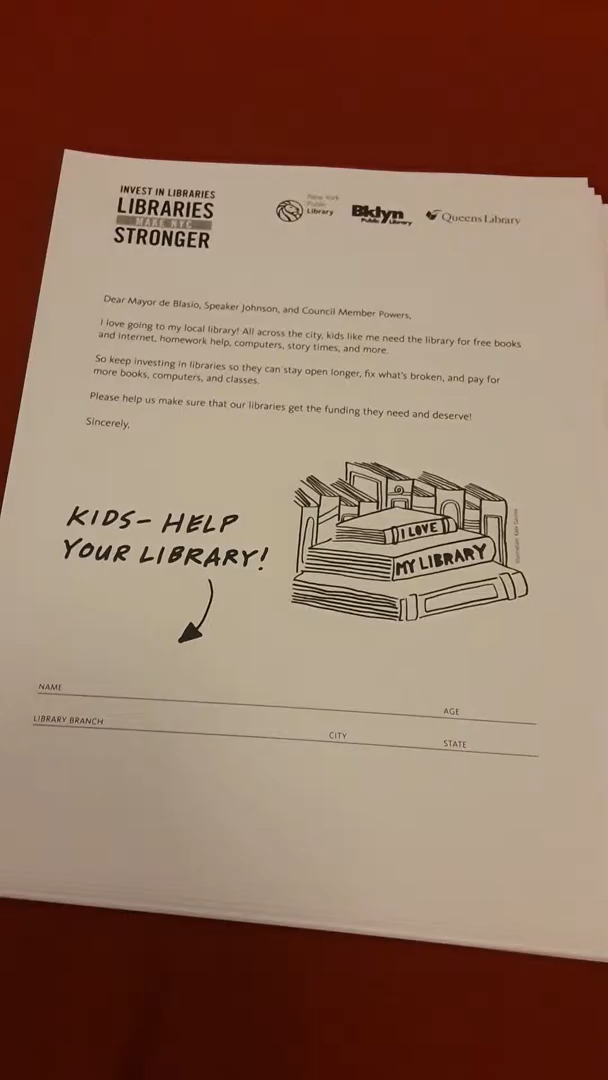 INVEST IN LIBRARIES
LIBRARIES
MAKE NYC
STRONGER
New York
Public
Library
Bklyn
Public Library
Queens Library
Dear Mayor de Blasio, Speaker Johnson, and Council Member Powers,
I love going to my local library! All across the city, kids like me need the library for free books
and internet, homework help, computers, story times, and more.
So keep investing in libraries so they can stay open longer, fix what's broken, and pay for
more books, computers, and classes.
Please help us make sure that our libraries get the funding they need and deserve!
Sincerely,
KIDS- HELP
YOUR LIBRARY!
I LOVE
MY LIBRARY
NAME
AGE
LIBRARY BRANCH
CITY
STATE